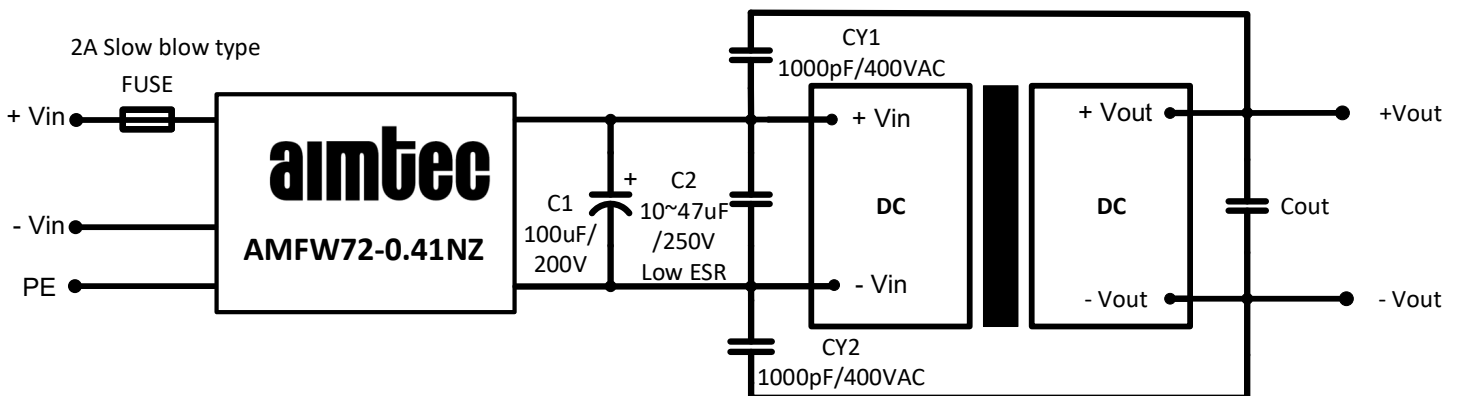 2A Slow blow type
FUSE
+ Vin
- Vin
PE
aimtec
AMFW72-0.41NZ
C1
100uF/
200V
+
C2
10~47uF
/250V
Low ESR
CY1
1000pF/400VAC
CY2
1000pF/400VAC
+ Vin
DC
- Vin
+ Vout
DC
- Vout
Cout
+Vout
- Vout